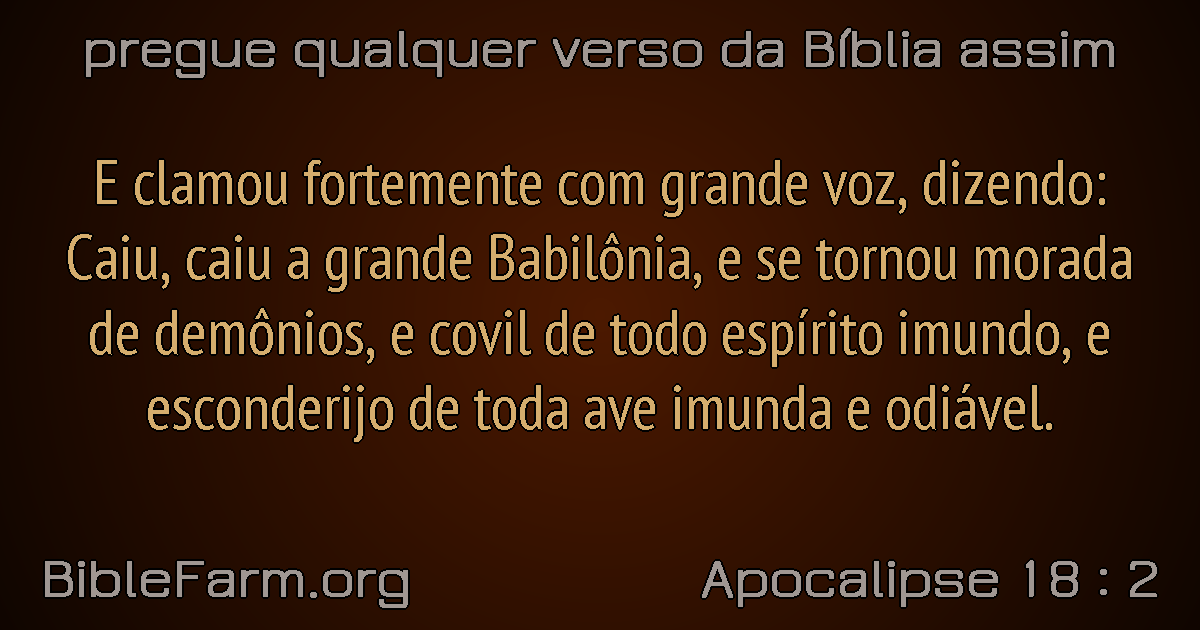 pregue qualquer verso da Bíblia assim
E clamou fortemente com grande voz, dizendo:
Caiu, caiu a grande Babilônia, e se tornou morada
de demônios, e covil de todo espírito imundo, e
esconderijo de toda ave imunda e odiável.
BibleFarm.org
Apocalipse 18 : 2